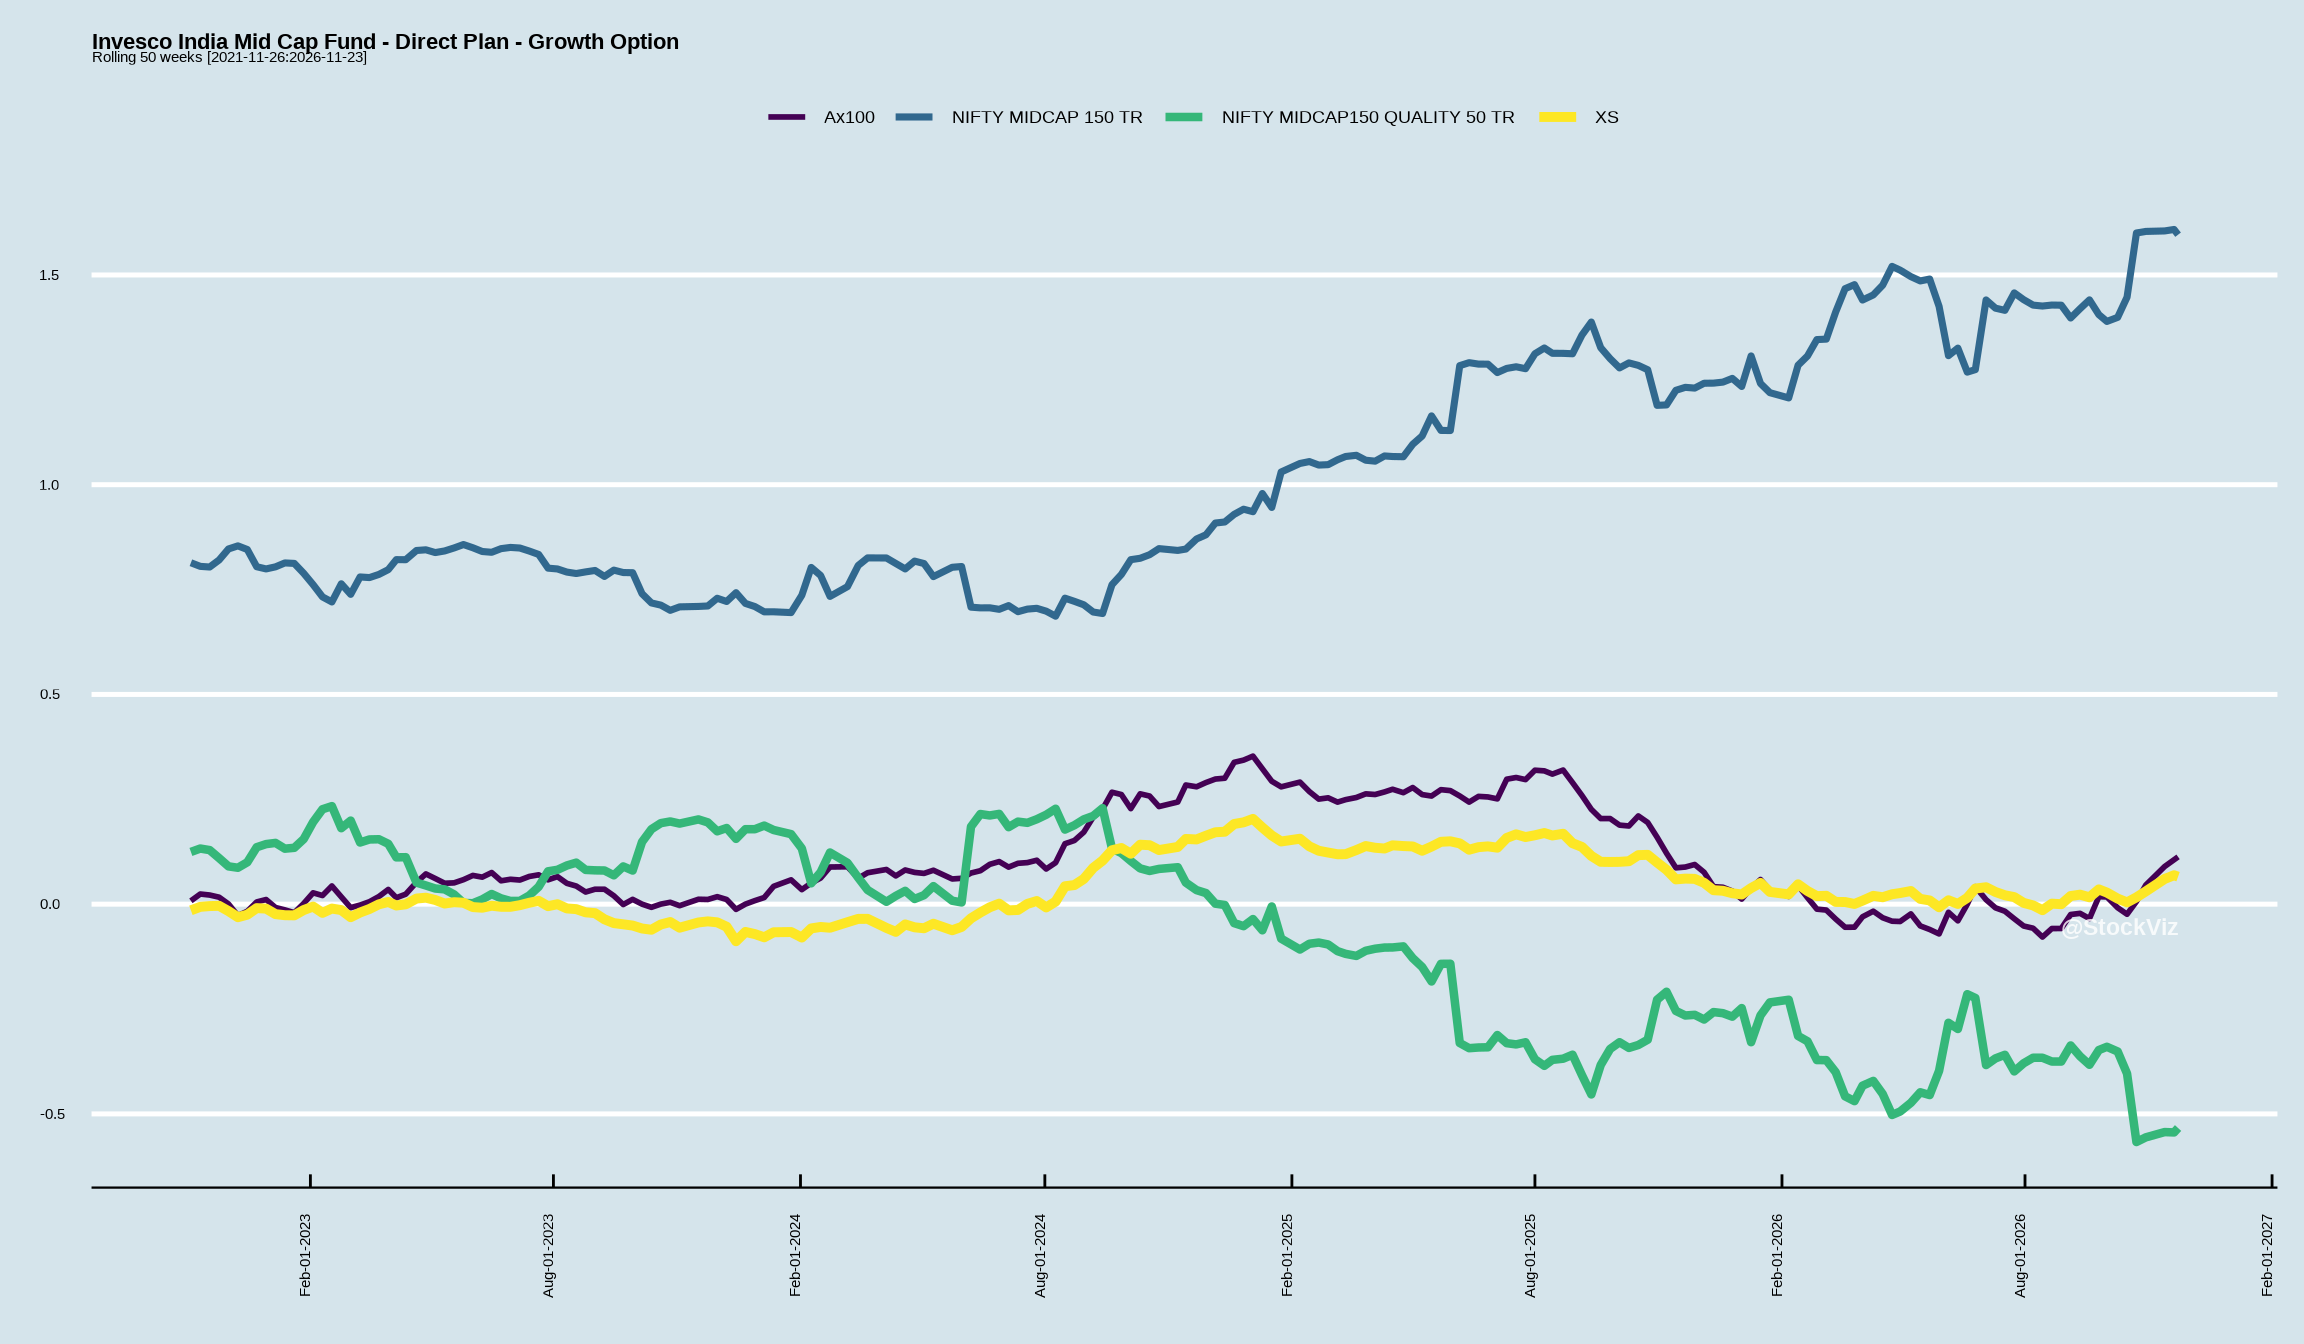 Invesco India Mid Cap Fund - Direct Plan - Growth Option
Rolling 50 weeks [2021-11-26:2026-11-23]
Ax100 NIFTY MIDCAP 150 TR NIFTY MIDCAP150 QUALITY 50 TR XS
1.5
1.0
0.5
0.0
-0.5
@StockViz
Feb-01-2023
Aug-01-2023
Feb-01-2024
Aug-01-2024
Feb-01-2025
Aug-01-2025
Feb-01-2026
Aug-01-2026
Feb-01-2027